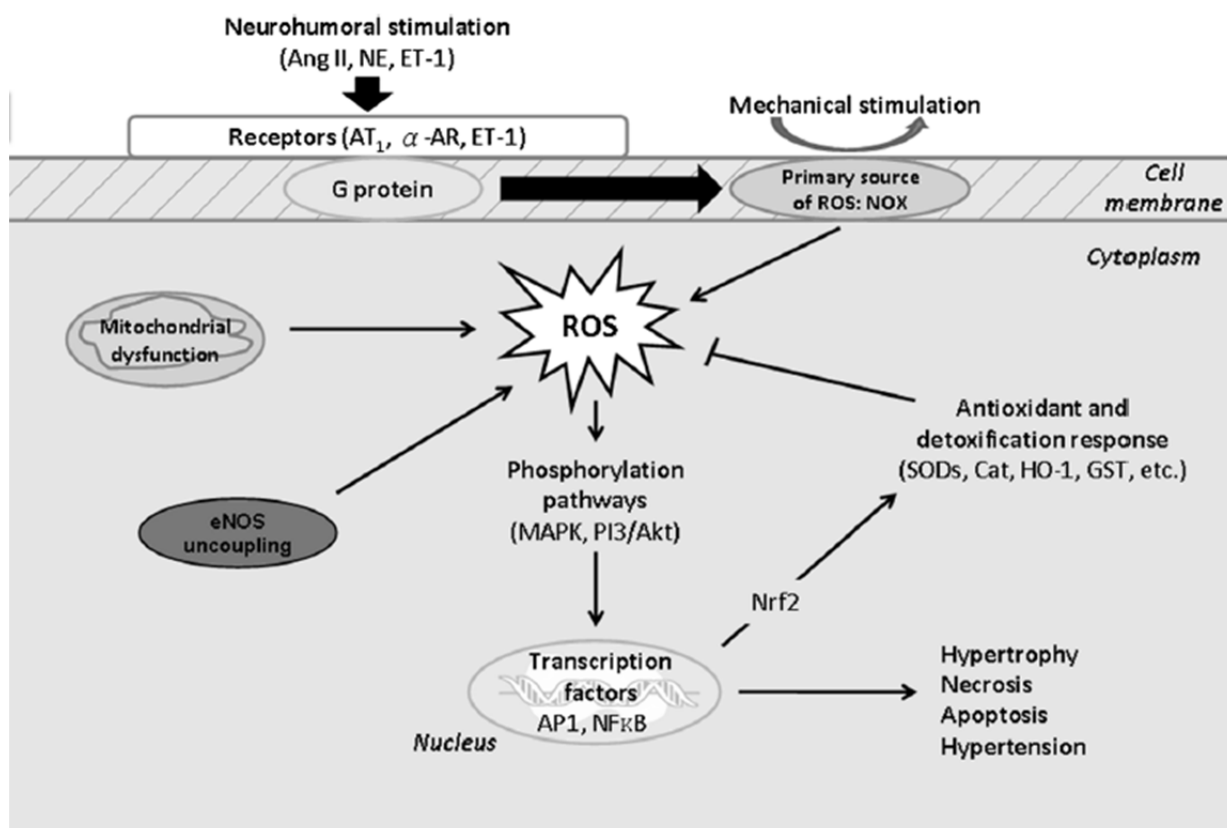 Neurohumoral stimulation
(Ang II, NE, ET-1)
Mechanical stimulation
Receptors (AT₁, α-AR, ET-1)
G protein
Primary source
of ROS: NOX
Cell
membrane
Cytoplasm
Mitochondrial
dysfunction
ROS
Antioxidant and
detoxification response
(SODs, Cat, HO-1, GST, etc.)
Phosphorylation
pathways
(MAPK, PI3/Akt)
eNOS
uncoupling
Nrf2
Transcription
factors
AP1, NFκB
Nucleus
Hypertrophy
Necrosis
Apoptosis
Hypertension